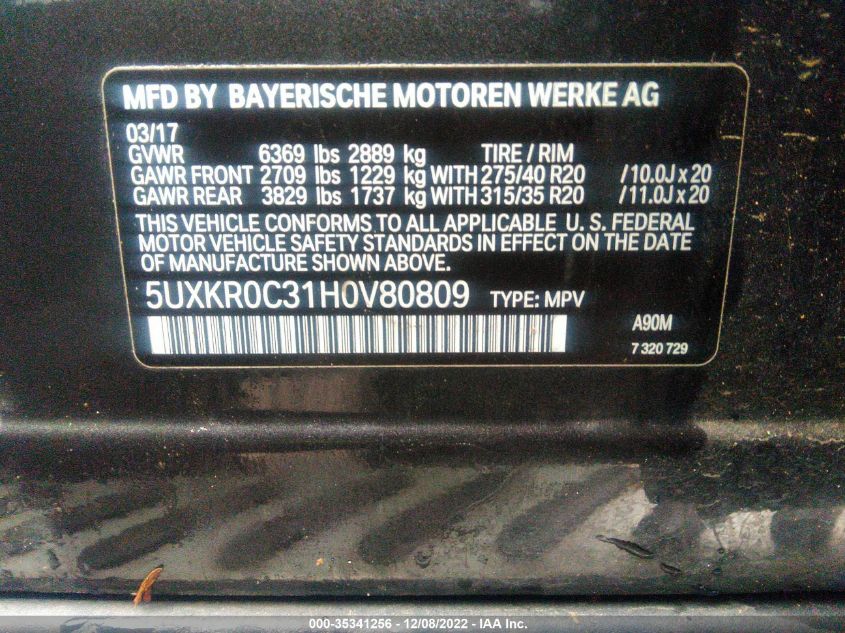 MFD BY BAYERISCHE MOTOREN WERKE AG
03/17
GVWR 6369 lbs 2889 kg TIRE / RIM
GAWR FRONT 2709 lbs 1229 kg WITH 275/40 R20 / 10.0J x 20
GAWR REAR 3829 lbs 1737 kg WITH 315/35 R20 / 11.0J x 20
THIS VEHICLE CONFORMS TO ALL APPLICABLE U. S. FEDERAL
MOTOR VEHICLE SAFETY STANDARDS IN EFFECT ON THE DATE
OF MANUFACTURE SHOWN ABOVE.
5UXKR0C31H0V80809 TYPE: MPV
A90M
7 320 729
000-35341256 - 12/08/2022 - IAA Inc.